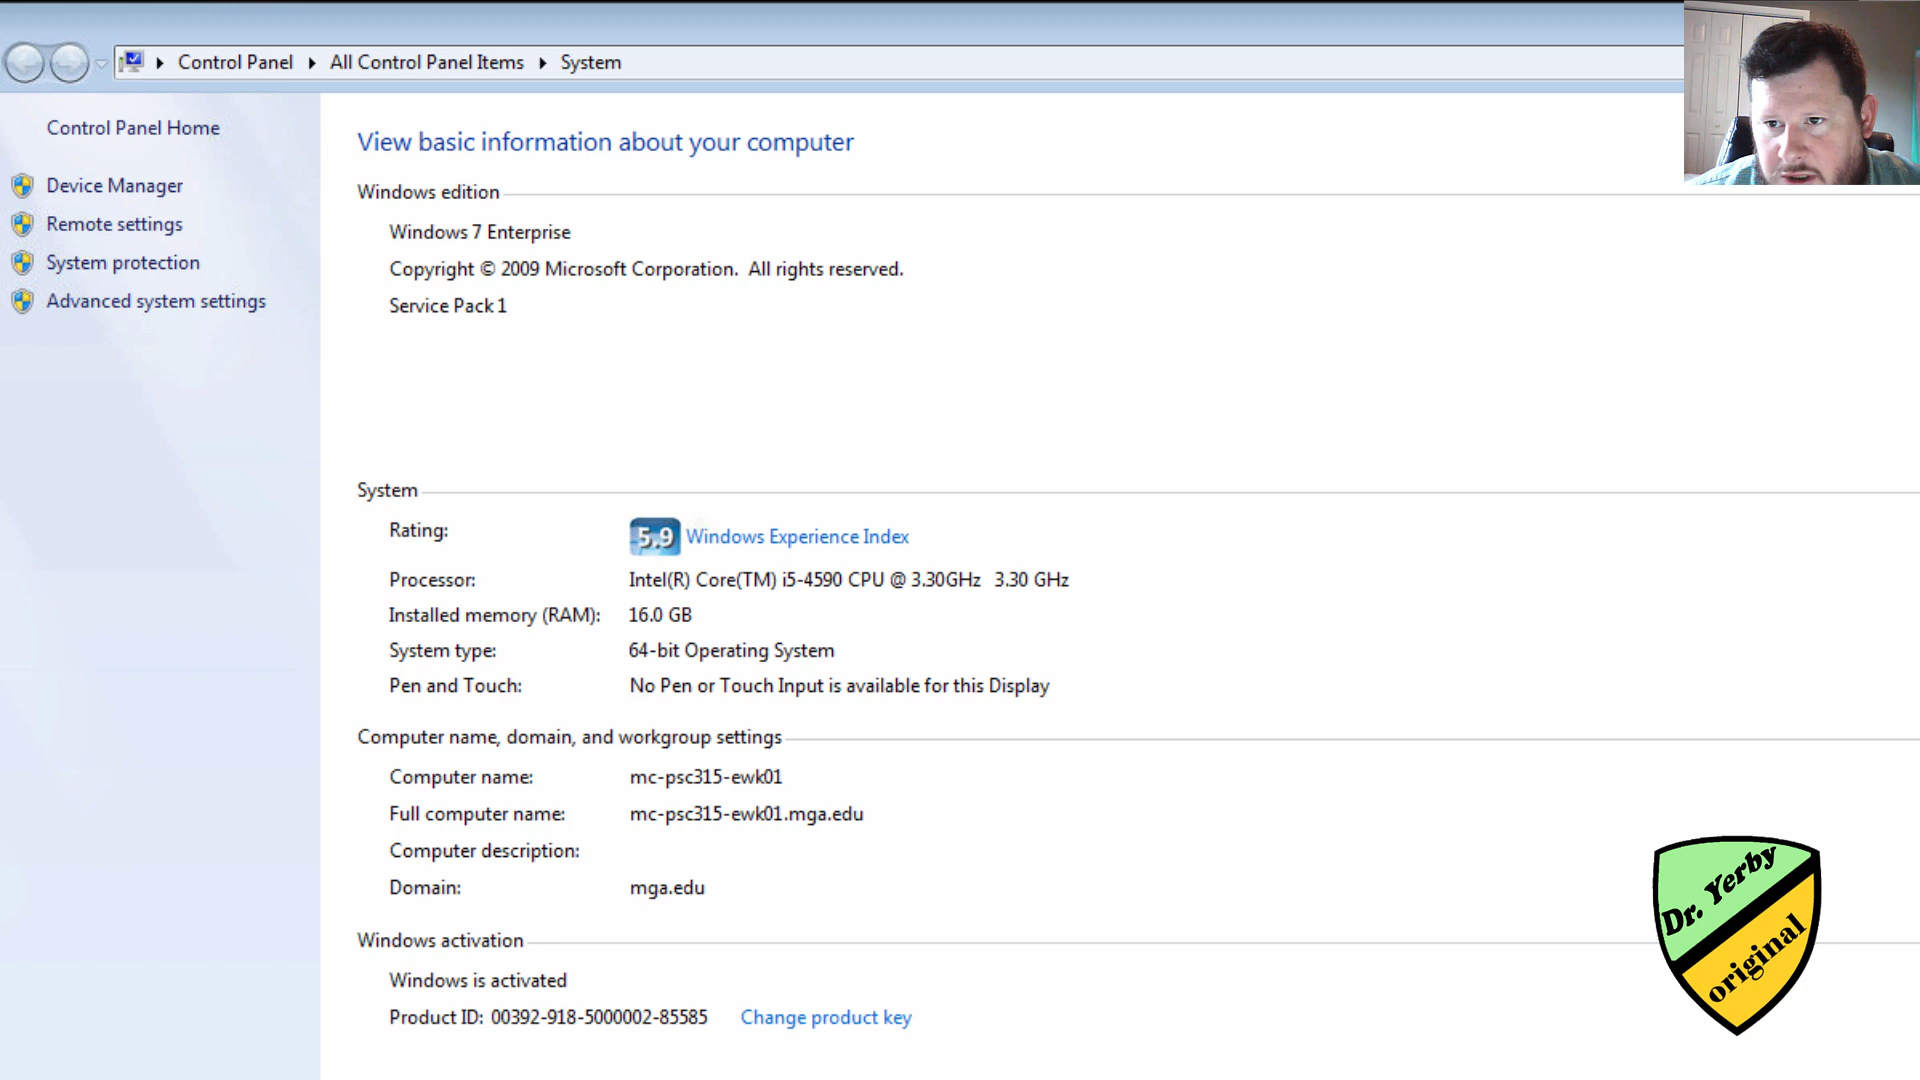 Control Panel ▸ All Control Panel Items ▸ System
Control Panel Home
Device Manager
Remote settings
System protection
Advanced system settings
View basic information about your computer
Windows edition
Windows 7 Enterprise
Copyright © 2009 Microsoft Corporation.  All rights reserved.
Service Pack 1
System
Rating: 5.9 Windows Experience Index
Processor: Intel(R) Core(TM) i5-4590 CPU @ 3.30GHz   3.30 GHz
Installed memory (RAM): 16.0 GB
System type: 64-bit Operating System
Pen and Touch: No Pen or Touch Input is available for this Display
Computer name, domain, and workgroup settings
Computer name: mc-psc315-ewk01
Full computer name: mc-psc315-ewk01.mga.edu
Computer description:
Domain: mga.edu
Windows activation
Windows is activated
Product ID: 00392-918-5000002-85585 Change product key
Dr. Yerby
original